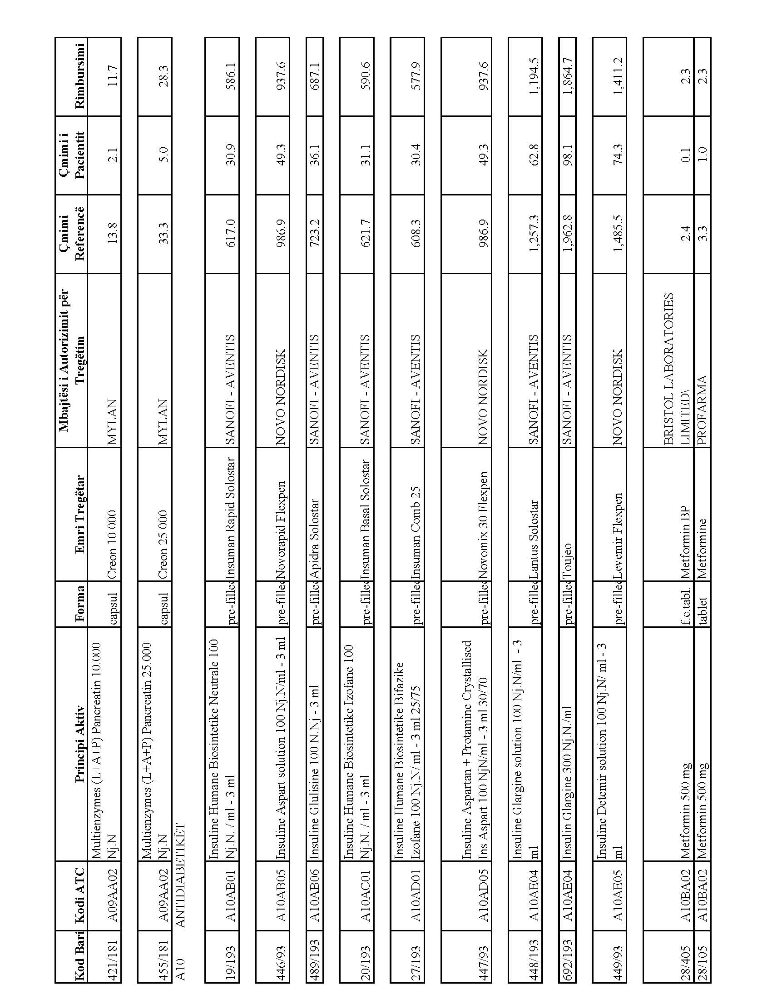 Kod Bari Kodi ATC Principi Aktiv Forma Emri Tregëtar Mbajtësi i Autorizimit për Tregëtim Çmimi Referencë Çmimi i Pacientit Rimbursimi
421/181 A09AA02 Multienzymes (L+A+P) Pancreatin 10.000 Nj.N capsul Creon 10 000 MYLAN 13.8 2.1 11.7
455/181 A09AA02 Multienzymes (L+A+P) Pancreatin 25.000 Nj.N capsul Creon 25 000 MYLAN 33.3 5.0 28.3
A10 ANTIDIABETIKËT
19/193 A10AB01 Insuline Humane Biosintetike Neutrale 100 Nj.N. / ml - 3 ml pre-filled Insuman Rapid Solostar SANOFI - AVENTIS 617.0 30.9 586.1
446/93 A10AB05 Insuline Aspart solution 100 Nj.N/ml - 3 ml pre-filled Novorapid Flexpen NOVO NORDISK 986.9 49.3 937.6
489/193 A10AB06 Insuline Glulisine 100 N.Nj - 3 ml pre-filled Apidra Solostar SANOFI - AVENTIS 723.2 36.1 687.1
20/193 A10AC01 Insuline Humane Biosintetike Izofane 100 Nj.N. / ml - 3 ml pre-filled Insuman Basal Solostar SANOFI - AVENTIS 621.7 31.1 590.6
27/193 A10AD01 Insuline Humane Biosintetike Bifazike Izofane 100 Nj.N/ ml - 3 ml 25/75 pre-filled Insuman Comb 25 SANOFI - AVENTIS 608.3 30.4 577.9
447/93 A10AD05 Insuline Aspartan + Protamine Crystallised Ins Aspart 100 NjN/ml - 3 ml 30/70 pre-filled Novomix 30 Flexpen NOVO NORDISK 986.9 49.3 937.6
448/193 A10AE04 Insuline Glargine solution 100 Nj.N/ml - 3 ml pre-filled Lantus Solostar SANOFI - AVENTIS 1,257.3 62.8 1,194.5
692/193 A10AE04 Insulin Glargine 300 Nj.N./ml pre-filled Toujeo SANOFI - AVENTIS 1,962.8 98.1 1,864.7
449/93 A10AE05 Insuline Detemir solution 100 Nj.N/ ml - 3 ml pre-filled Levemir Flexpen NOVO NORDISK 1,485.5 74.3 1,411.2
28/405 A10BA02 Metformin 500 mg f.c.tabl. Metformin BP BRISTOL LABORATORIES LIMITED\ 2.4 0.1 2.3
28/105 A10BA02 Metformin 500 mg tablet Metformine PROFARMA 3.3 1.0 2.3